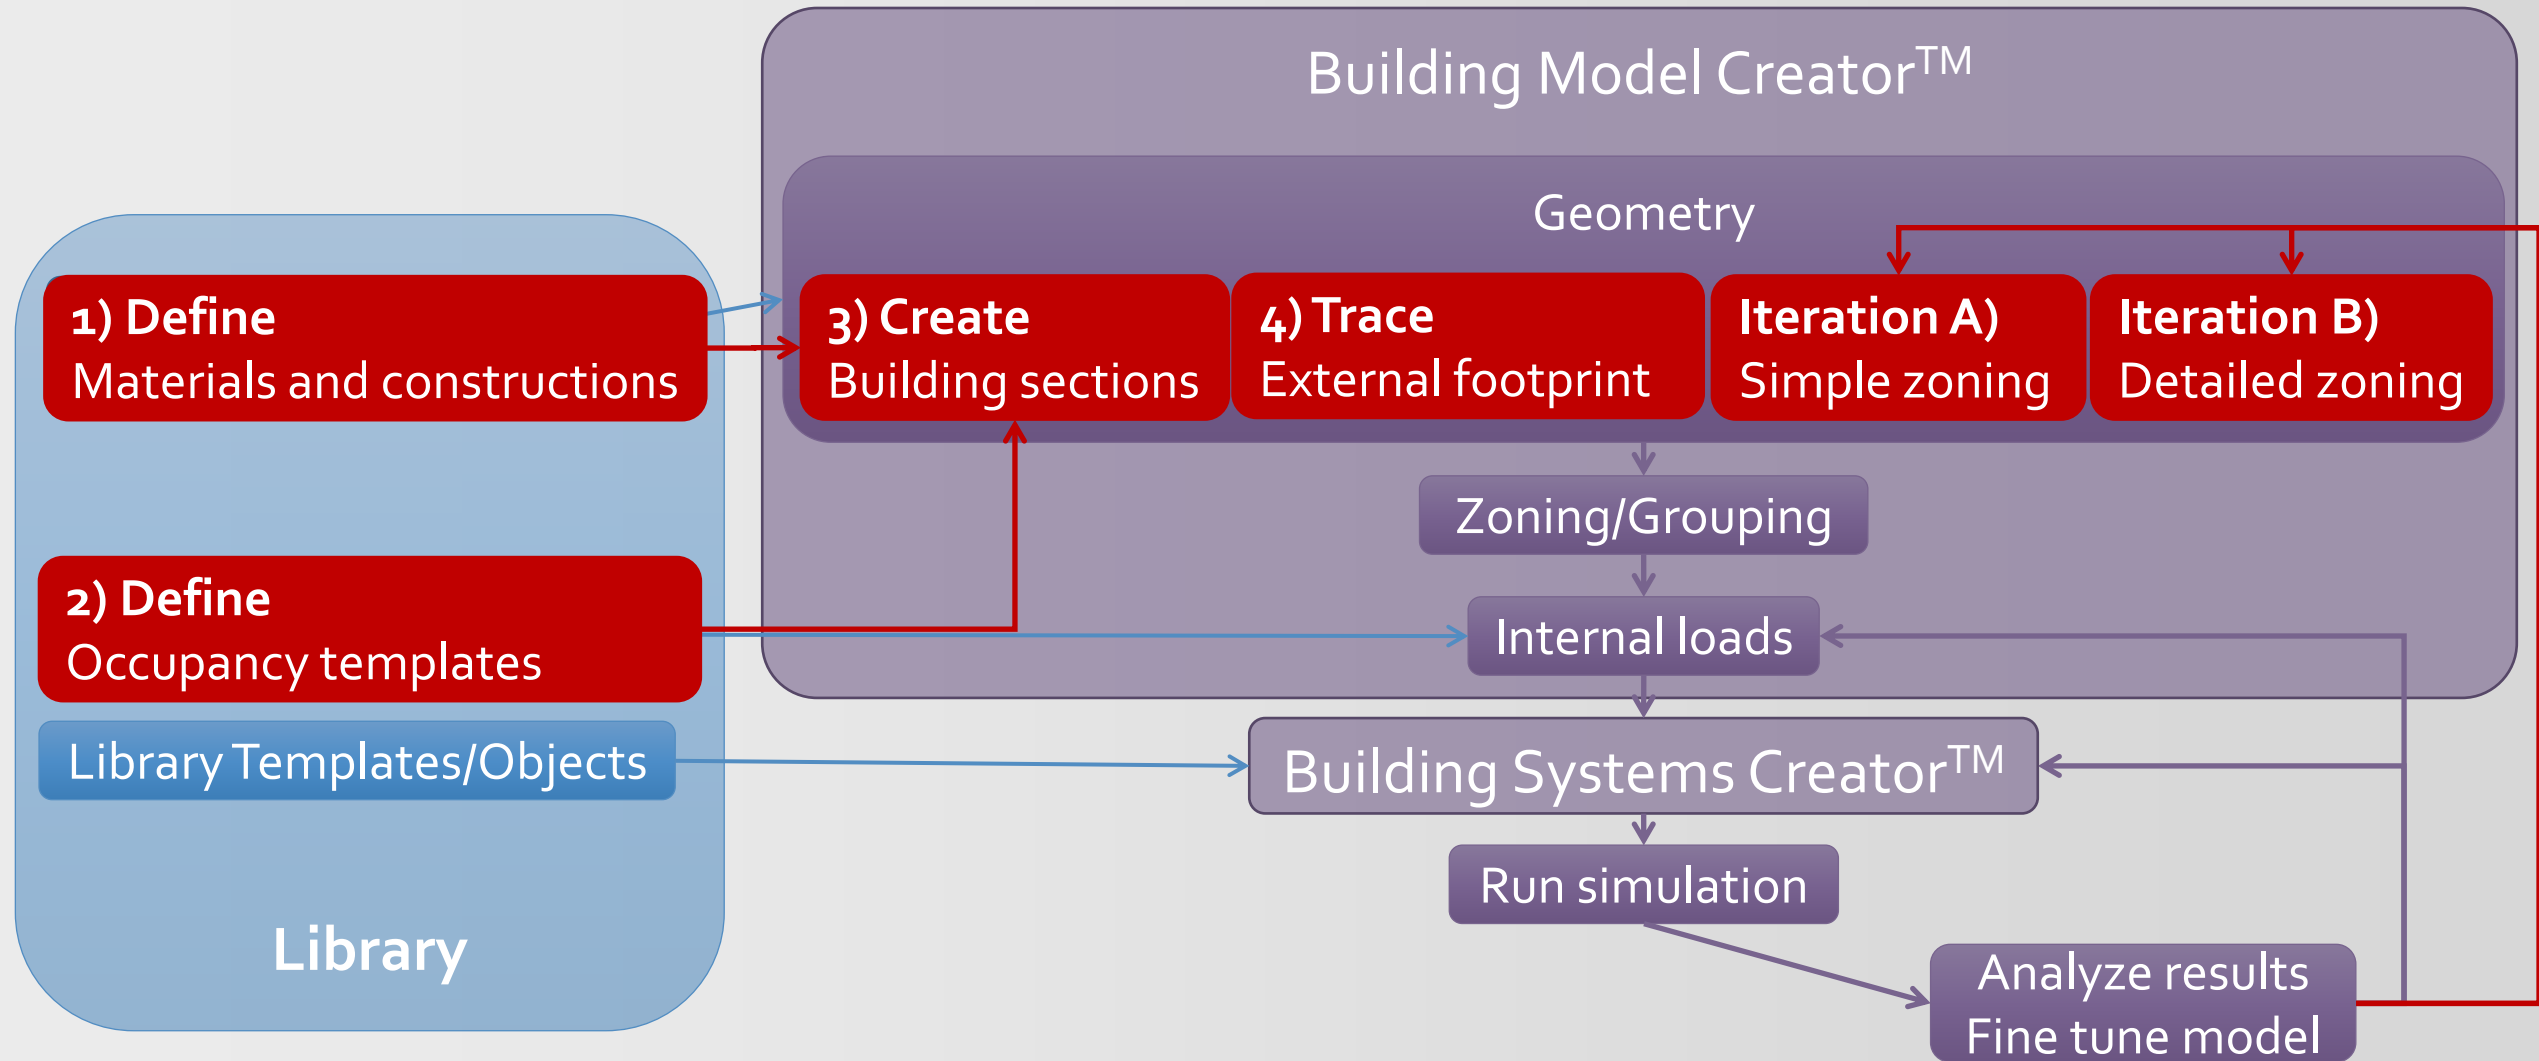 Building Model Creator™
Geometry
1) Define
Materials and constructions
3) Create
Building sections
4) Trace
External footprint
Iteration A)
Simple zoning
Iteration B)
Detailed zoning
Zoning/Grouping
2) Define
Occupancy templates
Internal loads
Library Templates/Objects
Building Systems Creator™
Run simulation
Library
Analyze results
Fine tune model